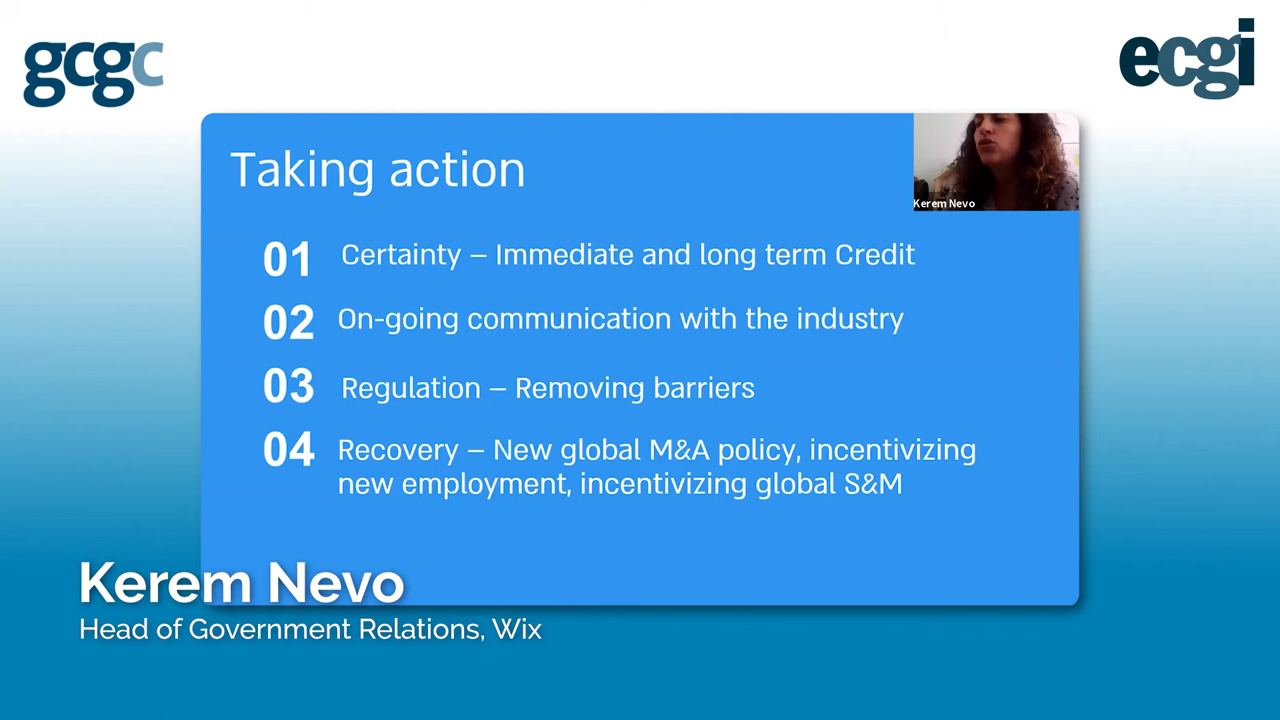 gcgc
ecgi
Taking action
Kerem Nevo
01 Certainty – Immediate and long term Credit
02 On-going communication with the industry
03 Regulation – Removing barriers
04 Recovery – New global M&A policy, incentivizing
new employment, incentivizing global S&M
Kerem Nevo
Head of Government Relations, Wix